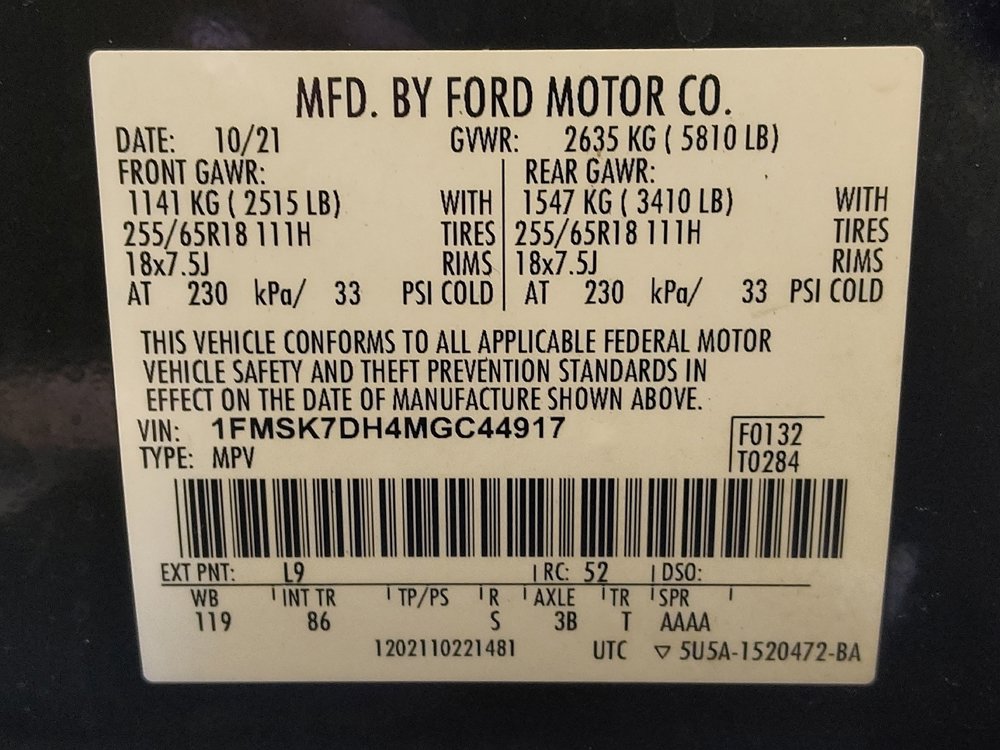 MFD. BY FORD MOTOR CO.
DATE: 10/21 GVWR: 2635 KG ( 5810 LB)
FRONT GAWR: REAR GAWR:
1141 KG ( 2515 LB) WITH 1547 KG ( 3410 LB) WITH
255/65R18 111H TIRES 255/65R18 111H TIRES
18x7.5J RIMS 18x7.5J RIMS
AT 230 kPa/ 33 PSI COLD AT 230 kPa/ 33 PSI COLD
THIS VEHICLE CONFORMS TO ALL APPLICABLE FEDERAL MOTOR
VEHICLE SAFETY AND THEFT PREVENTION STANDARDS IN
EFFECT ON THE DATE OF MANUFACTURE SHOWN ABOVE.
VIN: 1FMSK7DH4MGC44917 F0132
TYPE: MPV T0284
EXT PNT: L9 RC: 52 DSO:
WB INT TR TP/PS R AXLE TR SPR
119 86 S 3B T AAAA
1202110221481 UTC ▽ 5U5A-1520472-BA